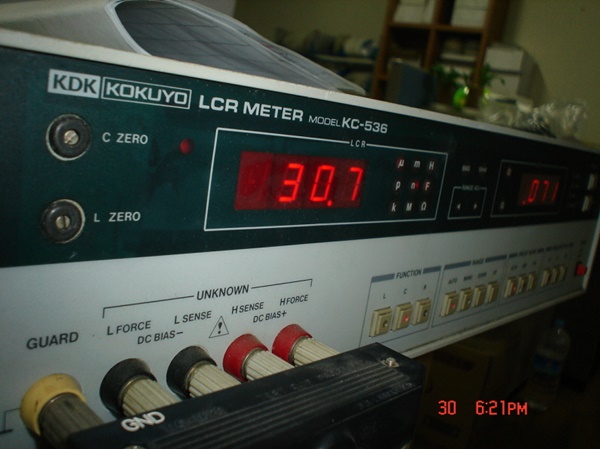 KDK KOKUYO LCR METER MODEL KC-536
C ZERO
LCR
30.7
μ m H
p n F
k M Ω
.071
L ZERO
UNKNOWN
FUNCTION
L C R
RANGE
GUARD
L FORCE L SENSE H SENSE H FORCE
DC BIAS− DC BIAS+
GND
30 6:21PM